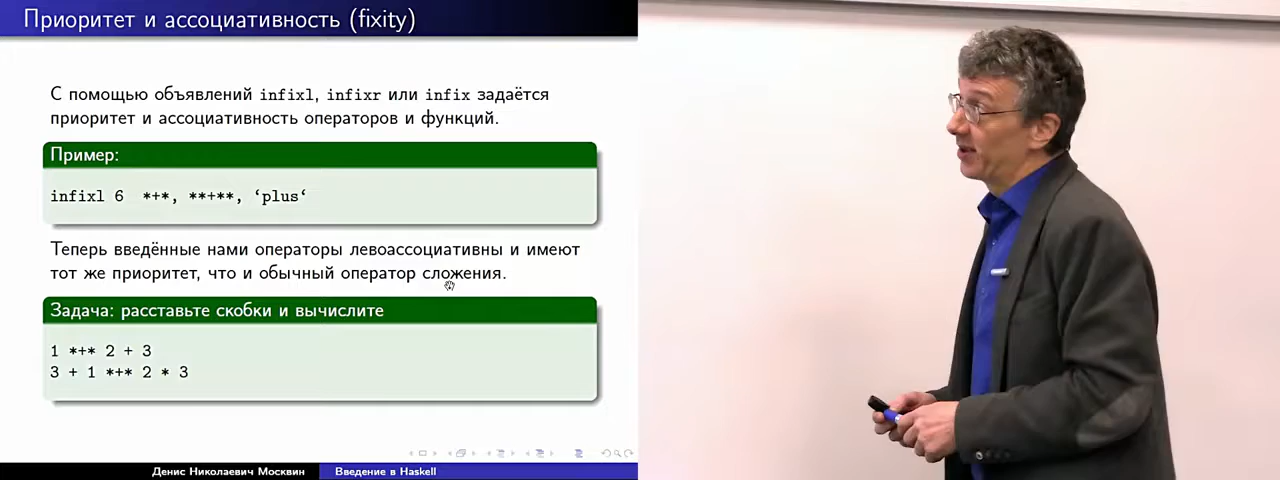 Приоритет и ассоциативность (fixity)
С помощью объявлений infixl, infixr или infix задаётся
приоритет и ассоциативность операторов и функций.
Пример:
infixl 6 *+*, **+**, ‘plus‘
Теперь введённые нами операторы левоассоциативны и имеют
тот же приоритет, что и обычный оператор сложения.
Задача: расставьте скобки и вычислите
1 *+* 2 + 3
3 + 1 *+* 2 * 3
Денис Николаевич Москвин Введение в Haskell